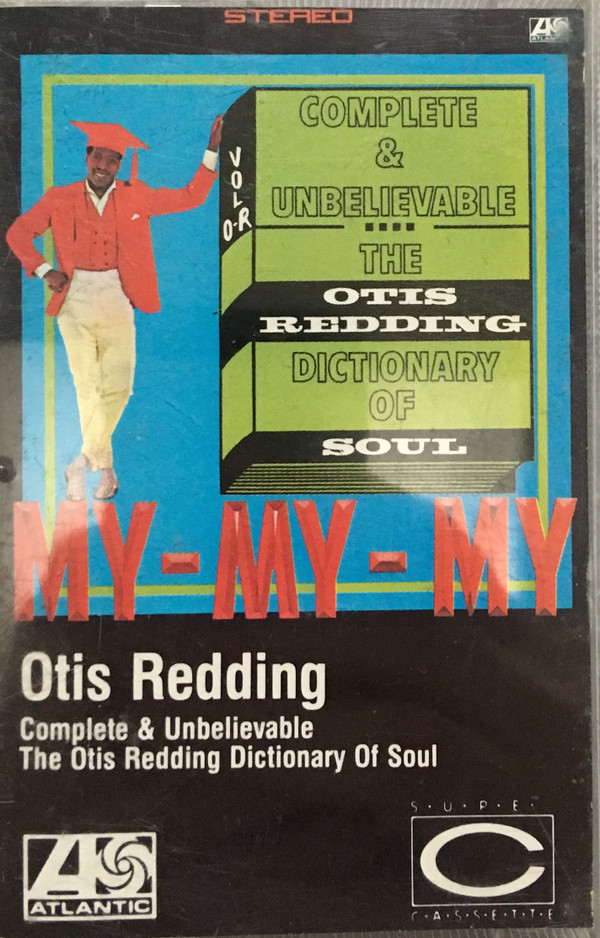 STEREO
ATLANTIC
COMPLETE
&
UNBELIEVABLE
THE
OTIS
REDDING
DICTIONARY
OF
SOUL
VOL
O-R
MY-MY-MY
Otis Redding
Complete & Unbelievable
The Otis Redding Dictionary Of Soul
ATLANTIC
S·U·P·E·
C
C·A·S·S·E·T·T·E